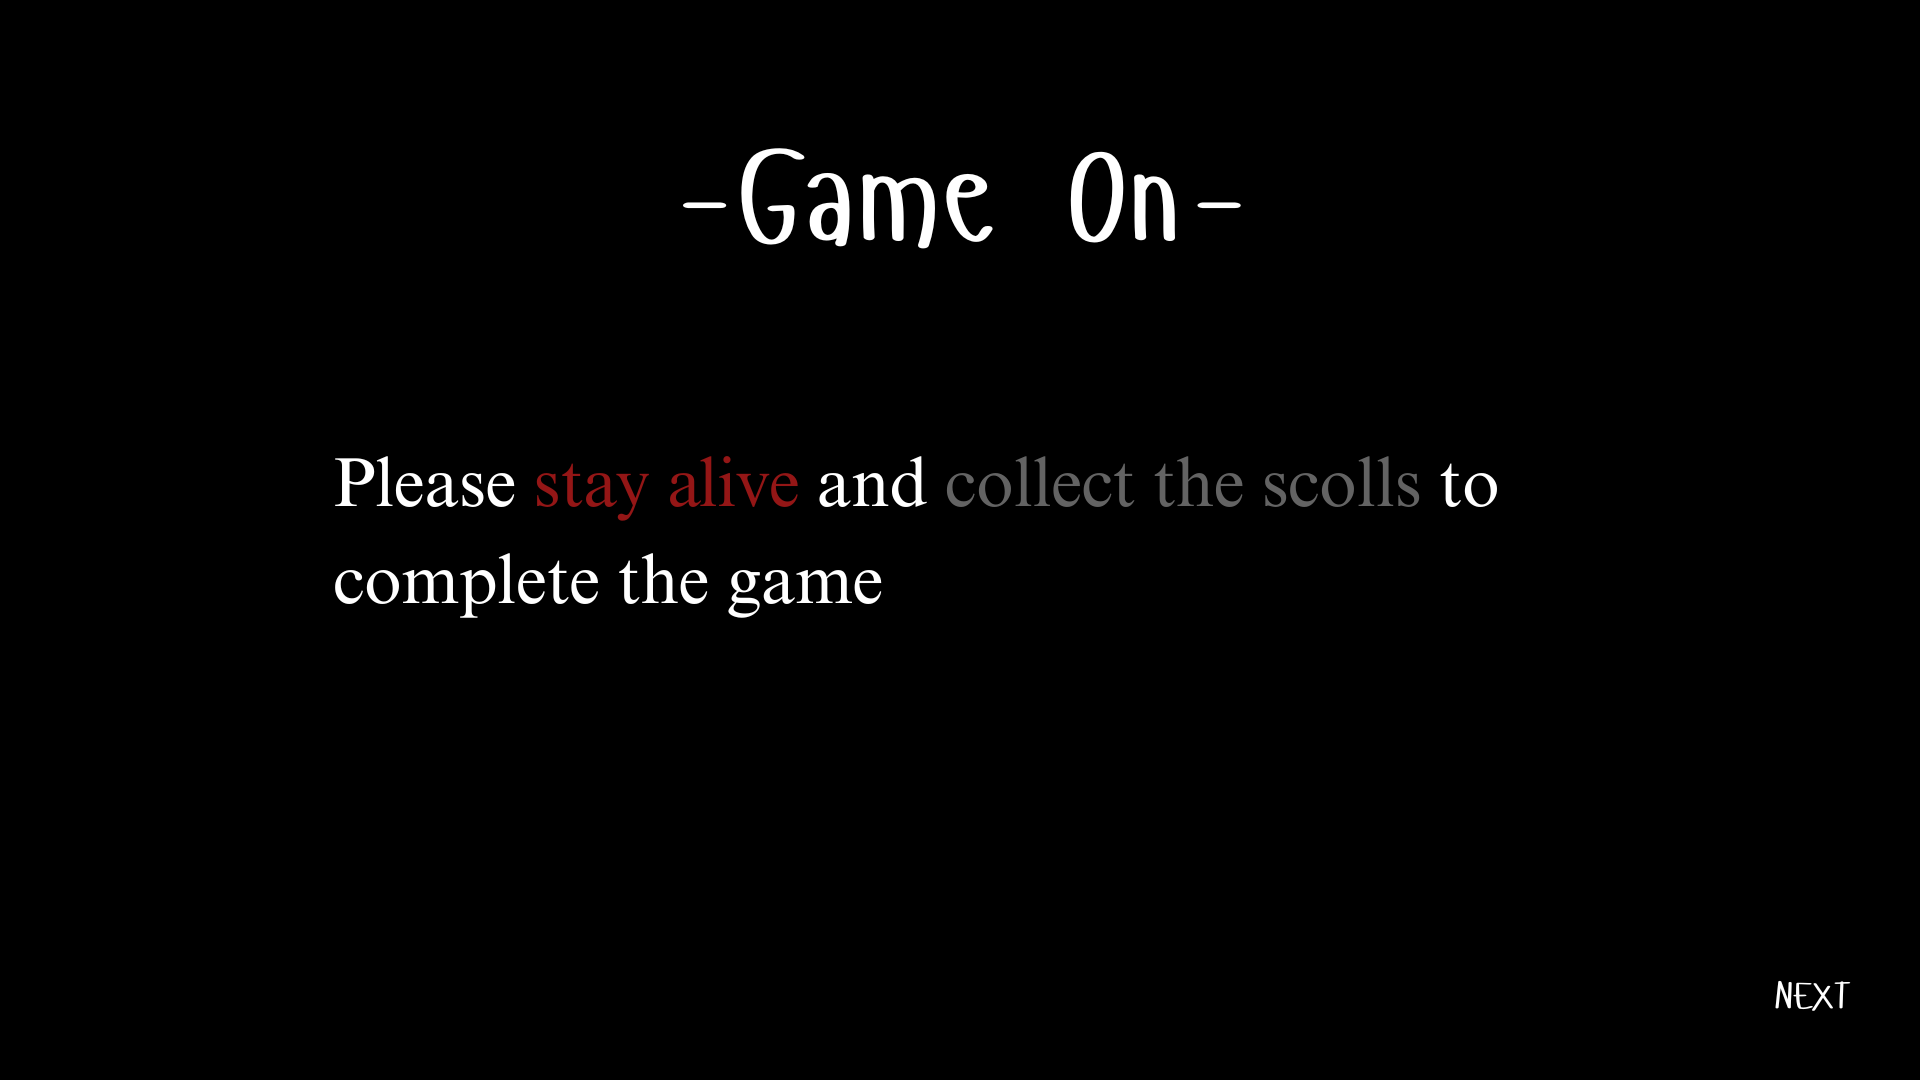 -Game On-
Please stay alive and collect the scolls to
complete the game
NEXT